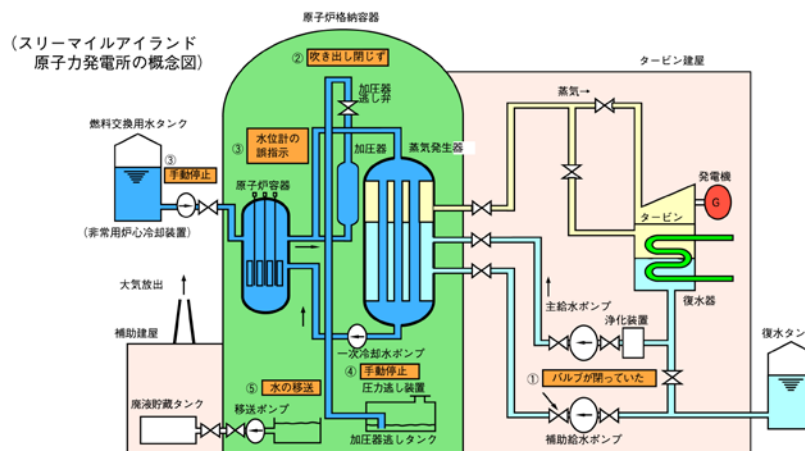 (スリーマイルアイランド
原子力発電所の概念図)
原子炉格納容器
② 吹き出し閉じず
タービン建屋
加圧器
逃し弁
蒸気→
燃料交換用水タンク
③
手動停止
③ 水位計の
誤指示
加圧器
蒸気発生器
発電機
G
原子炉容器
タービン
(非常用炉心冷却装置)
大気放出
復水器
主給水ポンプ
浄化装置
補助建屋
一次冷却水ポンプ
復水タンク
④ 手動停止
① バルブが閉っていた
⑤ 水の移送
圧力逃し装置
廃液貯蔵タンク
移送ポンプ
加圧器逃しタンク
補助給水ポンプ